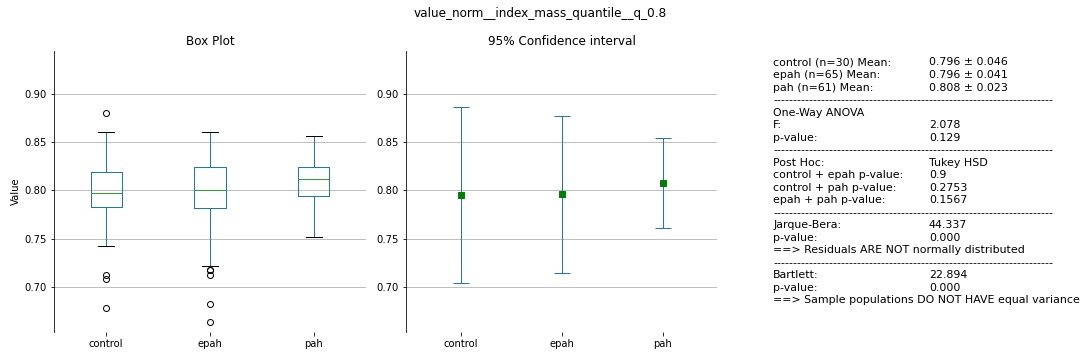 value_norm__index_mass_quantile__q_0.8
Box Plot
Value
0.90
0.85
0.80
0.75
0.70
control epah pah
95% Confidence interval
0.90
0.85
0.80
0.75
0.70
control epah pah
control (n=30) Mean: 0.796 ± 0.046
epah (n=65) Mean: 0.796 ± 0.041
pah (n=61) Mean: 0.808 ± 0.023
One-Way ANOVA
F: 2.078
p-value: 0.129
Post Hoc: Tukey HSD
control + epah p-value: 0.9
control + pah p-value: 0.2753
epah + pah p-value: 0.1567
Jarque-Bera: 44.337
p-value: 0.000
==> Residuals ARE NOT normally distributed
Bartlett: 22.894
p-value: 0.000
==> Sample populations DO NOT HAVE equal variance